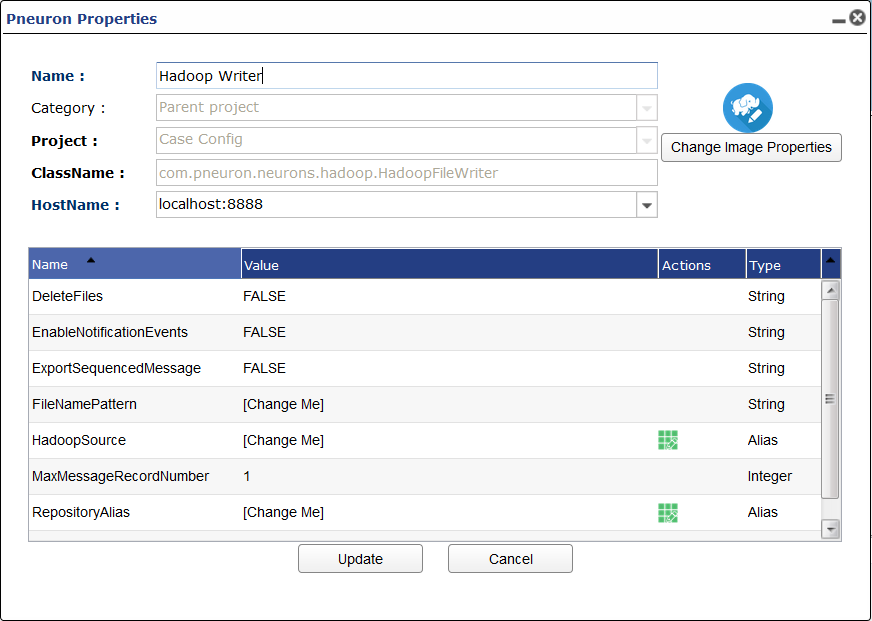 Pneuron Properties
Name : Hadoop Writer
Category : Parent project
Project : Case Config
Change Image Properties
ClassName : com.pneuron.neurons.hadoop.HadoopFileWriter
HostName : localhost:8888
Name Value Actions Type
DeleteFiles FALSE String
EnableNotificationEvents FALSE String
ExportSequencedMessage FALSE String
FileNamePattern [Change Me] String
HadoopSource [Change Me] Alias
MaxMessageRecordNumber 1 Integer
RepositoryAlias [Change Me] Alias
Update Cancel